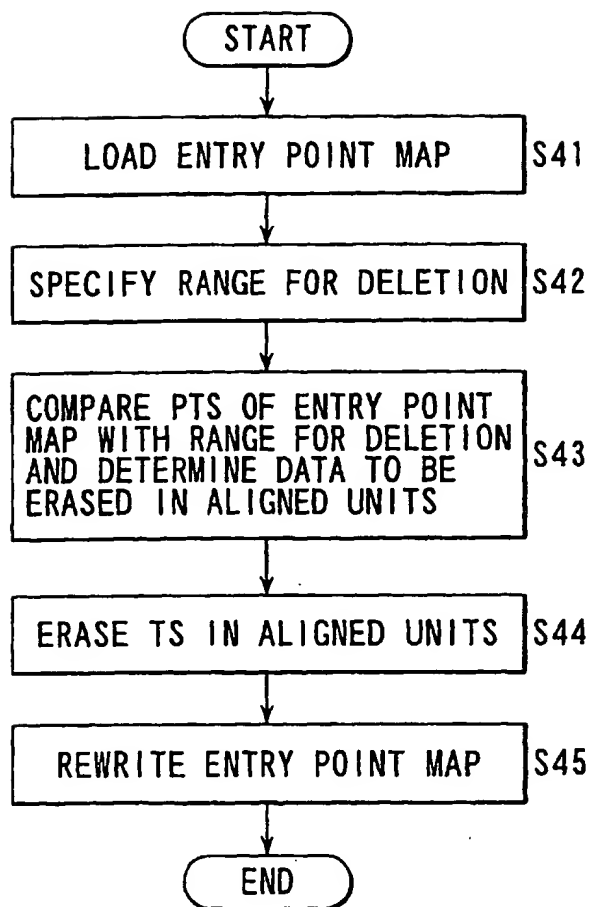 START
LOAD ENTRY POINT MAP S41
SPECIFY RANGE FOR DELETION S42
COMPARE PTS OF ENTRY POINT
MAP WITH RANGE FOR DELETION
AND DETERMINE DATA TO BE
ERASED IN ALIGNED UNITS
S43
ERASE TS IN ALIGNED UNITS S44
REWRITE ENTRY POINT MAP S45
END